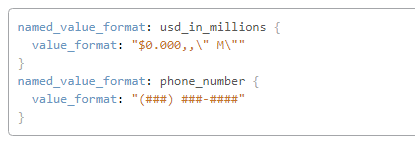 named_value_format: usd_in_millions {
  value_format: "$0.000,,\" M\""
}
named_value_format: phone_number {
  value_format: "(###) ###-####"
}